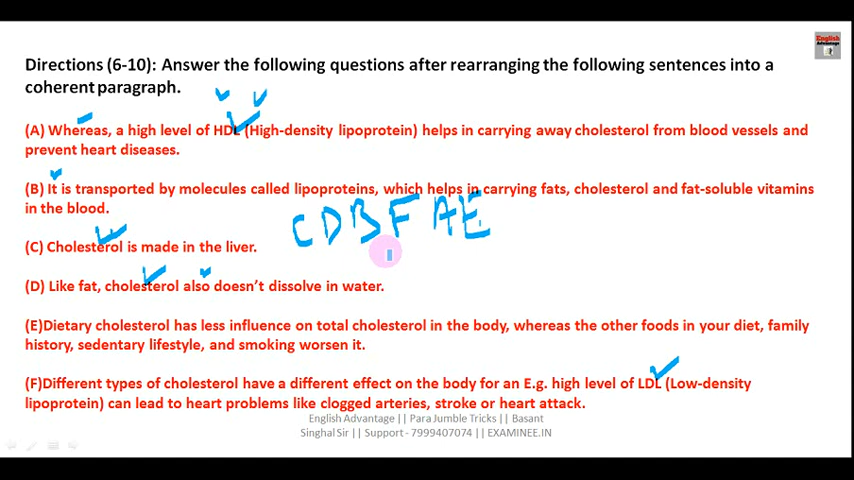 English
Advantage
Directions (6-10): Answer the following questions after rearranging the following sentences into a
coherent paragraph.
(A) Whereas, a high level of HDL (High-density lipoprotein) helps in carrying away cholesterol from blood vessels and
prevent heart diseases.
(B) It is transported by molecules called lipoproteins, which helps in carrying fats, cholesterol and fat-soluble vitamins
in the blood.
CDBFAE
(C) Cholesterol is made in the liver.
(D) Like fat, cholesterol also doesn't dissolve in water.
(E)Dietary cholesterol has less influence on total cholesterol in the body, whereas the other foods in your diet, family
history, sedentary lifestyle, and smoking worsen it.
(F)Different types of cholesterol have a different effect on the body for an E.g. high level of LDL (Low-density
lipoprotein) can lead to heart problems like clogged arteries, stroke or heart attack.
English Advantage || Para Jumble Tricks || Basant
Singhal Sir || Support - 7999407074 || EXAMINEE.IN